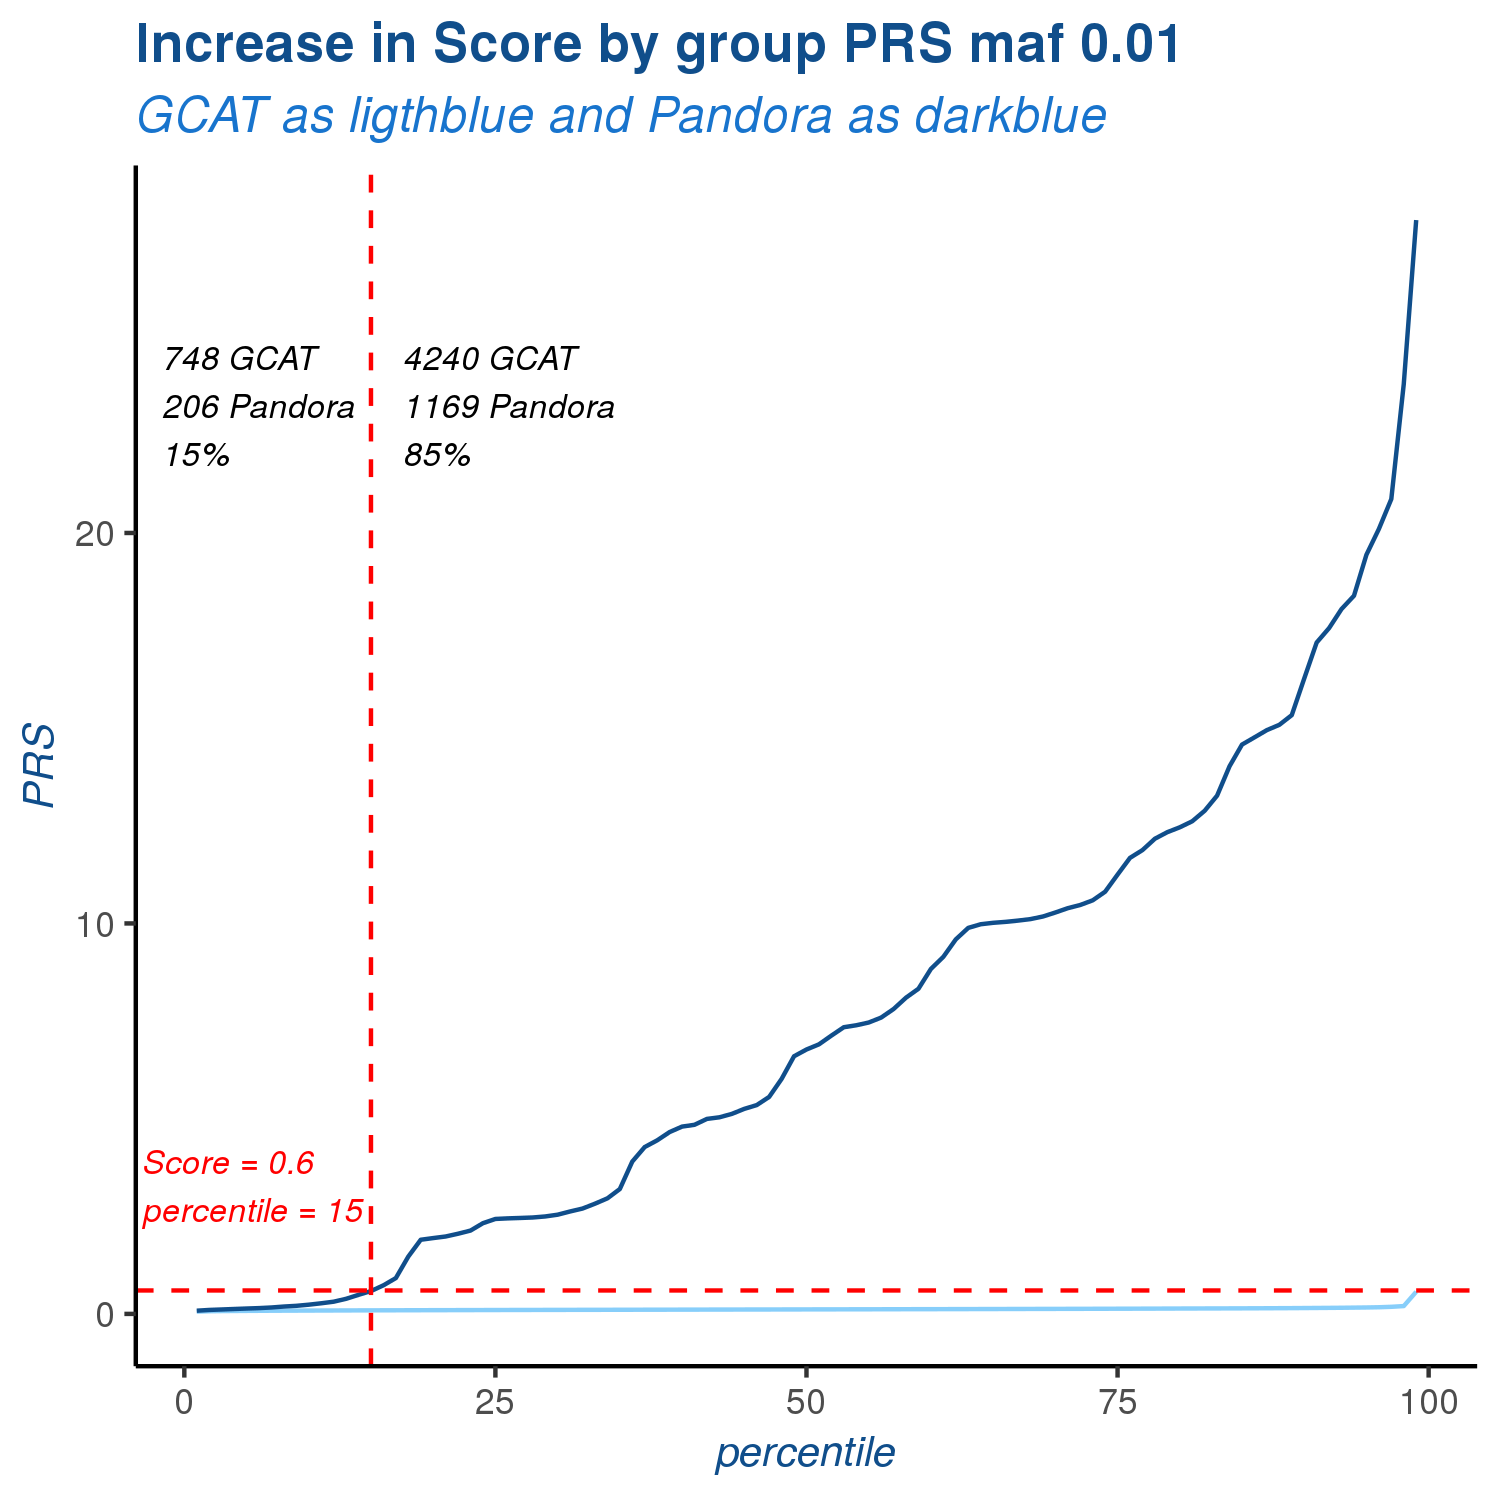 Increase in Score by group PRS maf 0.01
GCAT as ligthblue and Pandora as darkblue
748 GCAT
206 Pandora
15%
4240 GCAT
1169 Pandora
85%
20
10
0
PRS
Score = 0.6
percentile = 15
0 25 50 75 100
percentile